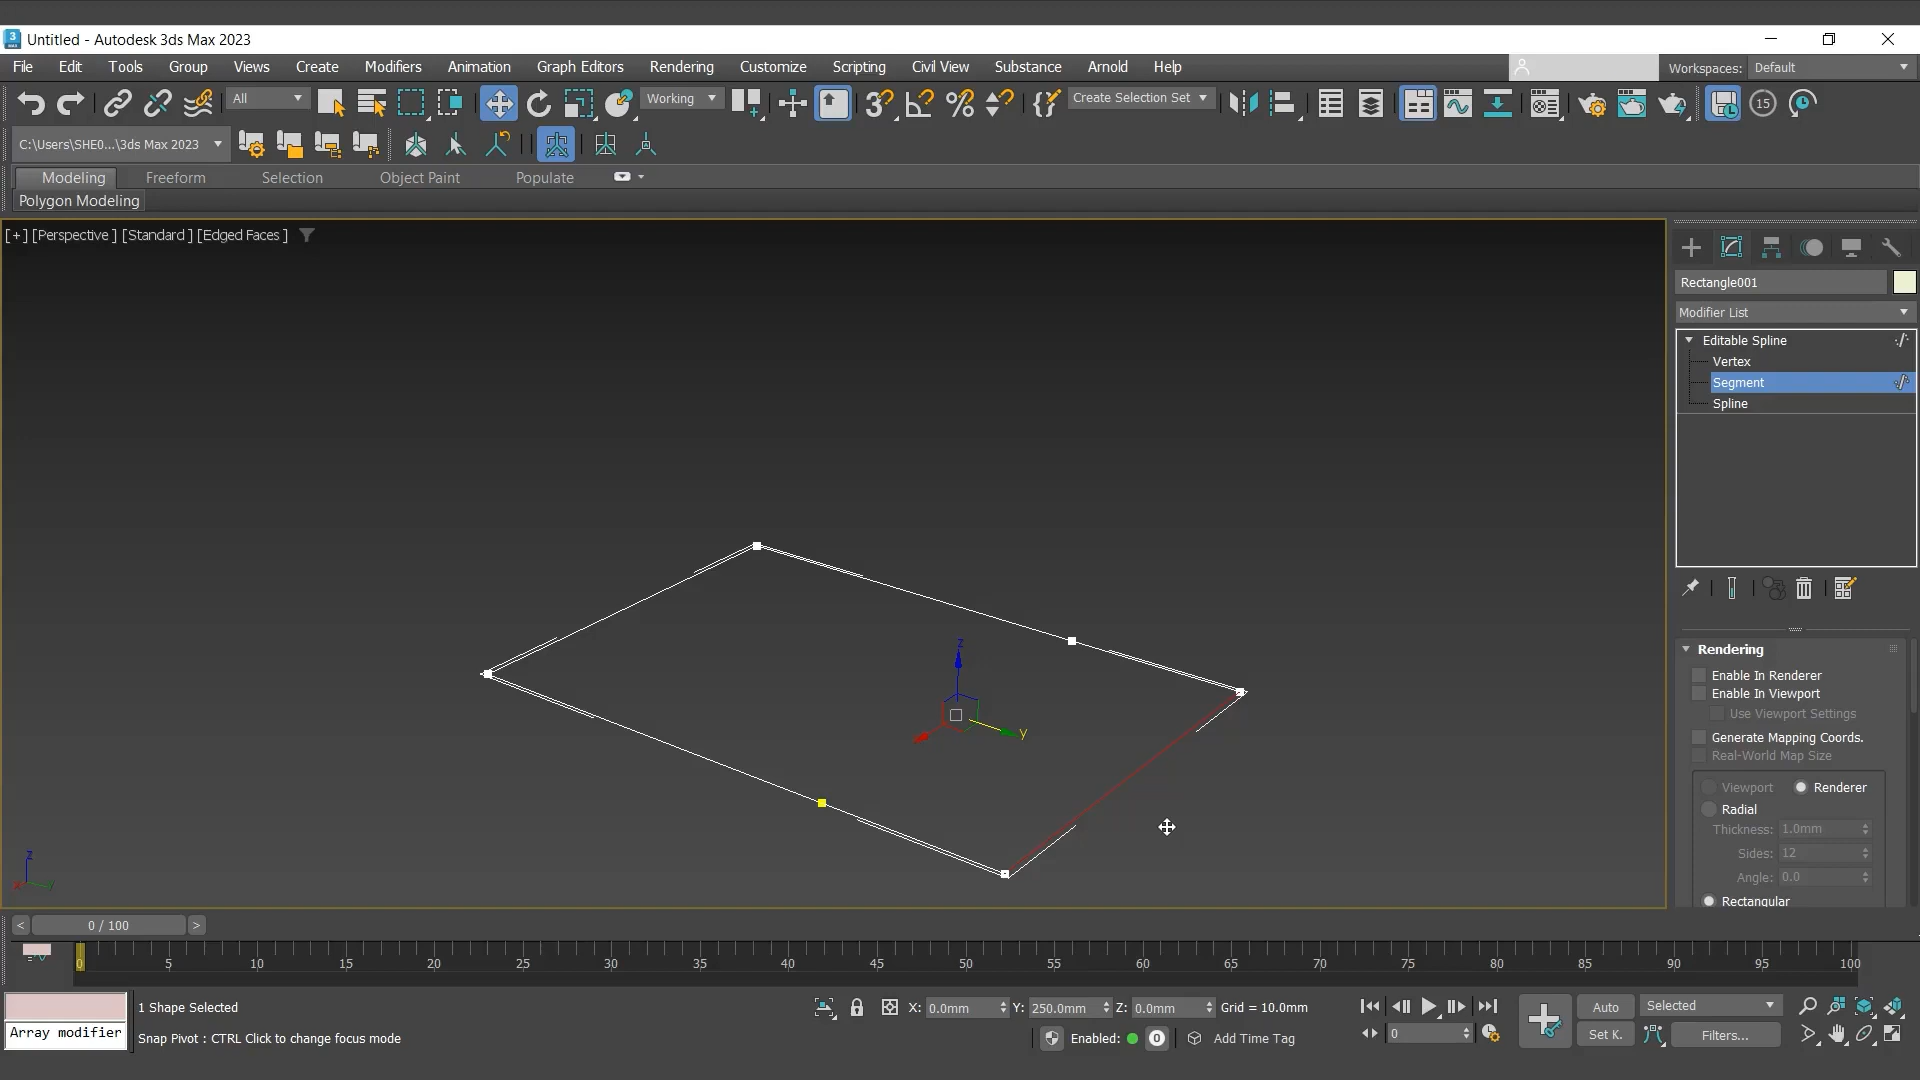 Untitled - Autodesk 3ds Max 2023
File Edit Tools Group Views Create Modifiers Animation Graph Editors Rendering Customize Scripting Civil View Substance Arnold Help
Workspaces: Default
All
Working
Create Selection Set
15
C:\Users\SHE0...\3ds Max 2023
Modeling Freeform Selection Object Paint Populate
Polygon Modeling
[+] [Perspective] [Standard] [Edged Faces]
Rectangle001
Modifier List
Editable Spline
Vertex
Segment
Spline
Rendering
Enable In Renderer
Enable In Viewport
Use Viewport Settings
Generate Mapping Coords.
Real-World Map Size
Viewport Renderer
Radial
Thickness: 1.0mm
Sides: 12
Angle: 0.0
Rectangular
z
y
z
x
y
< 0 / 100 >
0 5 10 15 20 25 30 35 40 45 50 55 60 65 70 75 80 85 90 95 100
Array modifier
1 Shape Selected
Snap Pivot : CTRL Click to change focus mode
X: 0.0mm Y: 250.0mm Z: 0.0mm Grid = 10.0mm
Enabled: 0 Add Time Tag
0
Auto Selected
Set K. Filters...